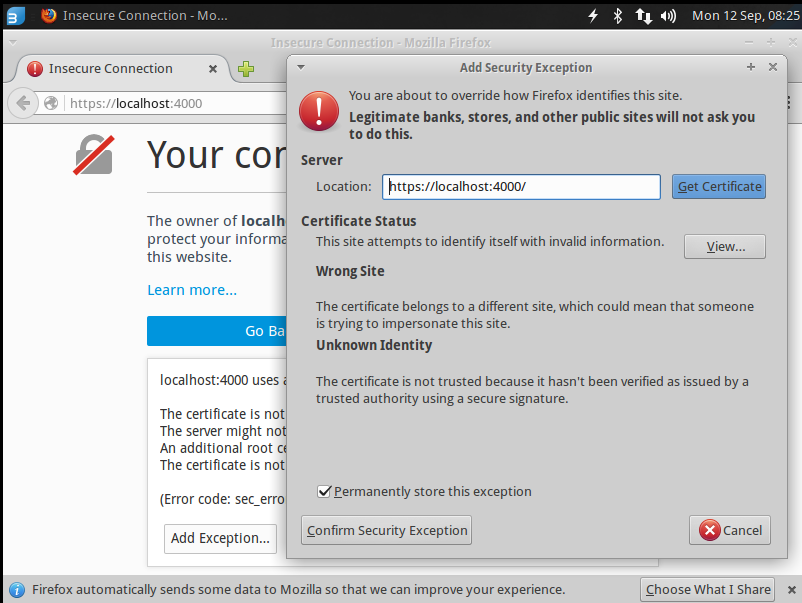 Insecure Connection - Mo...
Mon 12 Sep, 08:25
Insecure Connection - Mozilla Firefox
Insecure Connection
https://localhost:4000
Your con
The owner of localh
protect your informa
this website.
Learn more...
Go Ba
localhost:4000 uses a
The certificate is not
The server might not
An additional root ce
The certificate is not
(Error code: sec_erro
Add Exception...
Add Security Exception
You are about to override how Firefox identifies this site.
Legitimate banks, stores, and other public sites will not ask you
to do this.
Server
Location: https://localhost:4000/ Get Certificate
Certificate Status
This site attempts to identify itself with invalid information.
View...
Wrong Site
The certificate belongs to a different site, which could mean that someone
is trying to impersonate this site.
Unknown Identity
The certificate is not trusted because it hasn't been verified as issued by a
trusted authority using a secure signature.
Permanently store this exception
Confirm Security Exception
Cancel
Firefox automatically sends some data to Mozilla so that we can improve your experience.
Choose What I Share